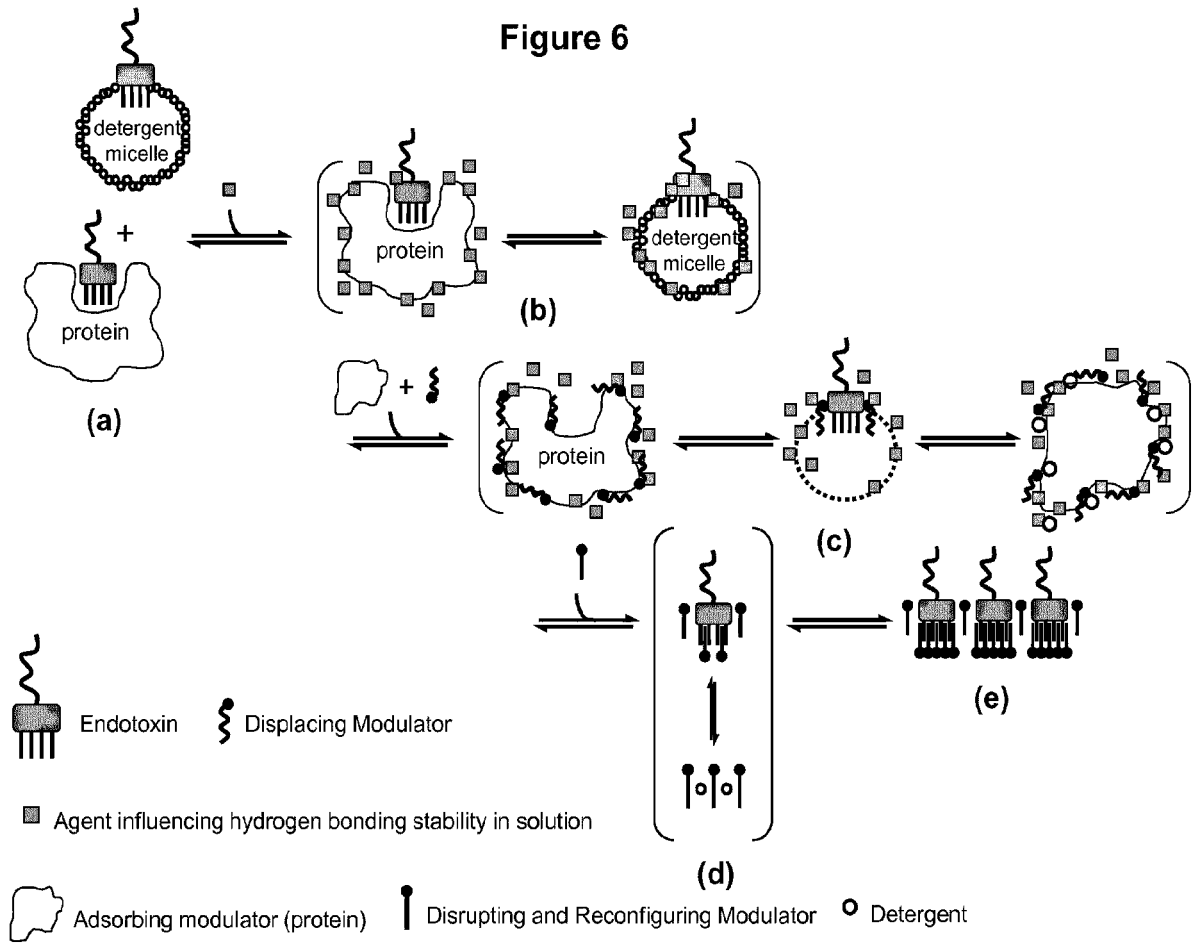 Figure 6
detergent
micelle
+
protein
(a)
protein
detergent
micelle
(b)
+
protein
(c)
(d)
(e)
Endotoxin
Displacing Modulator
Agent influencing hydrogen bonding stability in solution
Adsorbing modulator (protein)
Disrupting and Reconfiguring Modulator
Detergent